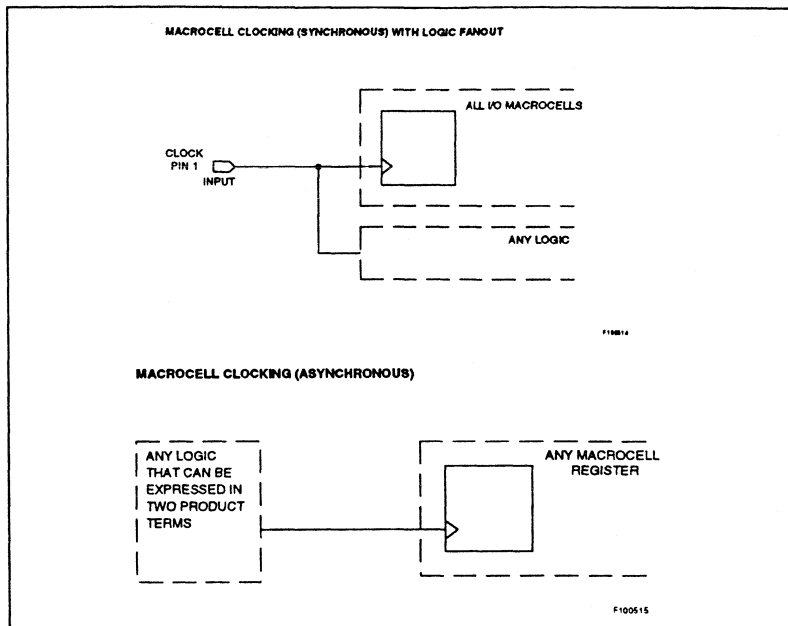 MACROCELL CLOCKING (SYNCHRONOUS) WITH LOGIC FANOUT
ALL I/O MACROCELLS
CLOCK
PIN 1
INPUT
ANY LOGIC
MACROCELL CLOCKING (ASYNCHRONOUS)
ANY LOGIC
THAT CAN BE
EXPRESSED IN
TWO PRODUCT
TERMS
ANY MACROCELL
REGISTER
F100515